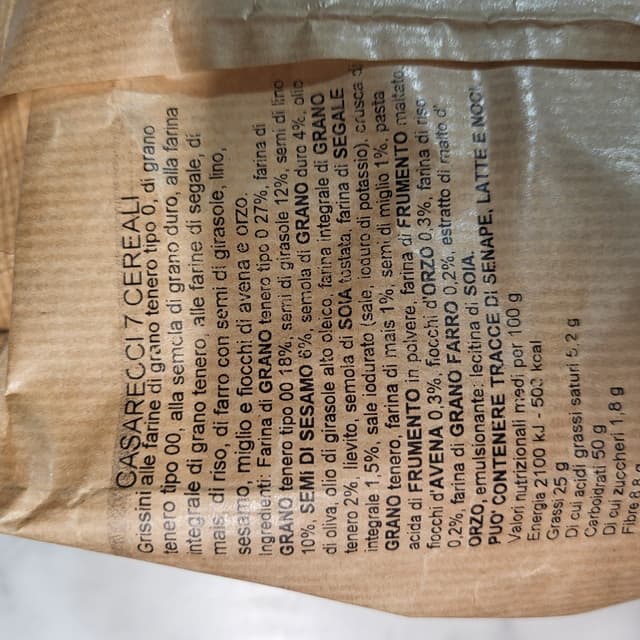 CASARECCI 7 CEREALI
Grissini alle farine di grano tenero tipo 0, di grano
tenero tipo 00, alla semola di grano duro, alla farina
integrale di grano tenero, alle farine di segale, di
mais, di riso, di farro con semi di girasole, lino,
sesamo, miglio e fiocchi di avena e orzo.
Ingredienti: Farina di GRANO tenero tipo 0 27%, farina di
GRANO tenero tipo 00 18%, semi di girasole 12%, semi di lino
10%, SEMI DI SESAMO 6%, semola di GRANO duro 4%, olio
di oliva, olio di girasole alto oleico, farina integrale di GRANO
tenero 2%, lievito, semola di SOIA tostata, farina di SEGALE
integrale 1,5%, sale iodurato (sale, ioduro di potassio), crusca di
GRANO tenero, farina di mais 1%, semi di miglio 1%, pasta
acida di FRUMENTO in polvere, farina di FRUMENTO maltato,
fiocchi d'AVENA 0,3%, fiocchi d'ORZO 0,3%, farina di riso
0,2%, farina di GRANO FARRO 0,2%, estratto di malto d'
ORZO, emulsionante: lecitina di SOIA.
PUO' CONTENERE TRACCE DI SENAPE, LATTE E NOCI
Valori nutrizionali medi per 100 g
Energia 2100 kJ - 503 kcal
Grassi 25 g
Di cui acidi grassi saturi 5,2 g
Carboidrati 50 g
Di cui zuccheri 1,8 g
Fibre 8 g